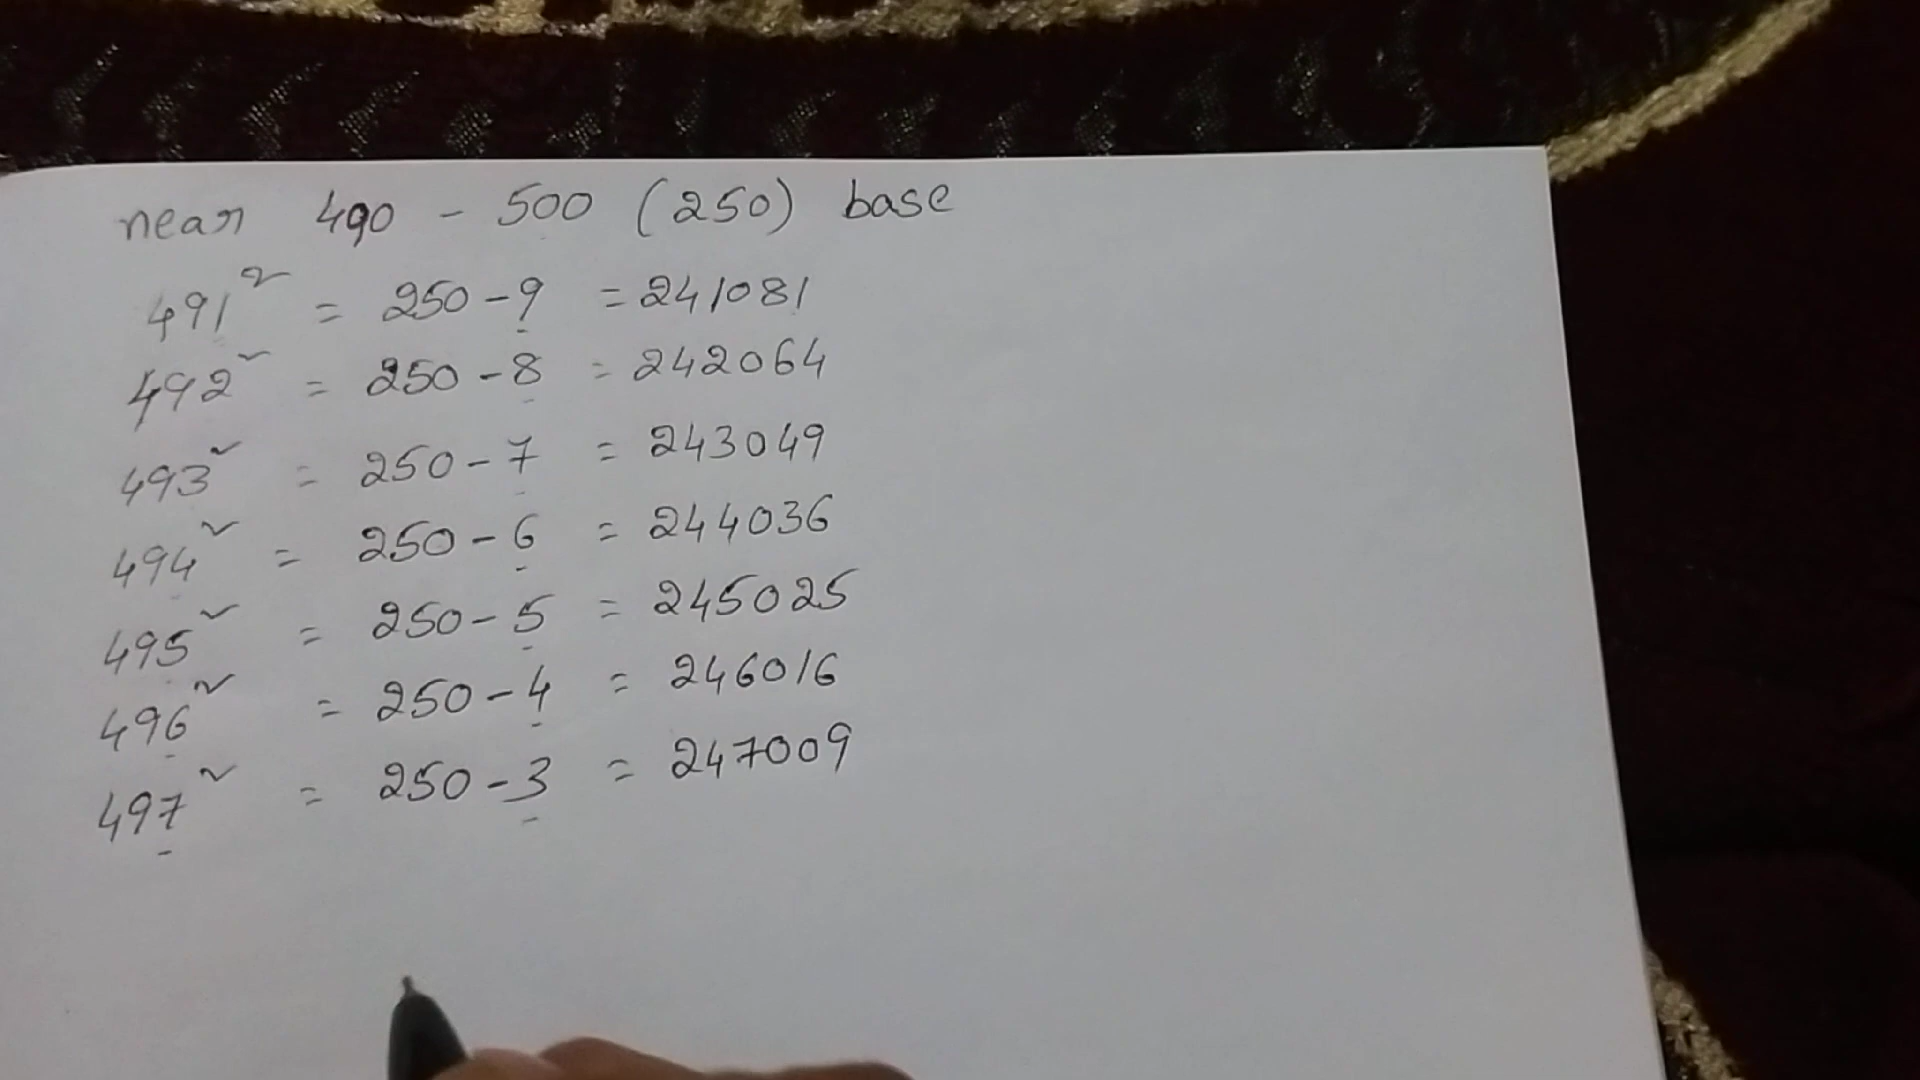 near 490 - 500 (250) base
491² = 250 - 9 = 241081
492² = 250 - 8 = 242064
493² = 250 - 7 = 243049
494² = 250 - 6 = 244036
495² = 250 - 5 = 245025
496² = 250 - 4 = 246016
497² = 250 - 3 = 247009